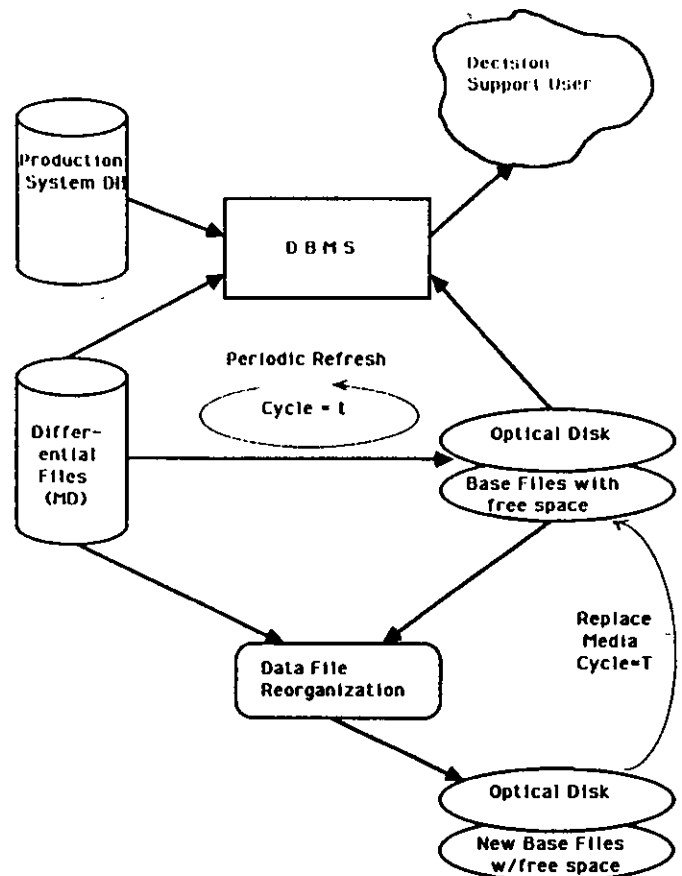 Decision
Support User
Production
System DB
D B M S
Periodic Refresh
Cycle = t
Differ-
ential
Files
(MD)
Optical Disk
Base Files with
free space
Replace
Media
Cycle=T
Data File
Reorganization
Optical Disk
New Base Files
w/free space